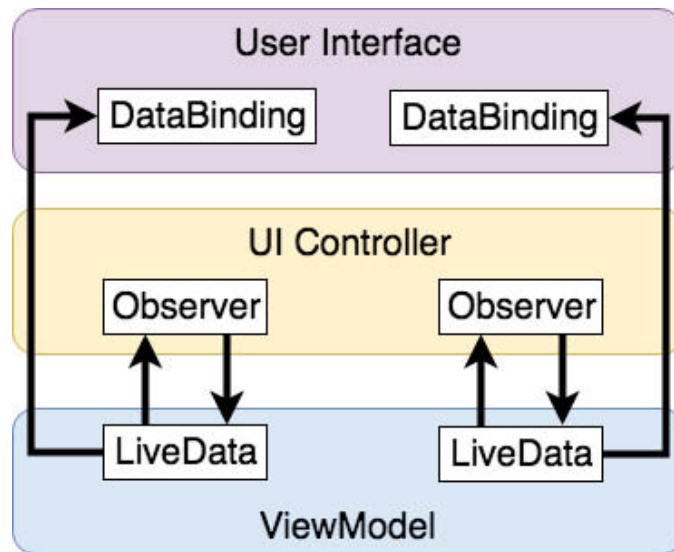 User Interface
DataBinding
DataBinding
UI Controller
Observer
Observer
LiveData
LiveData
ViewModel